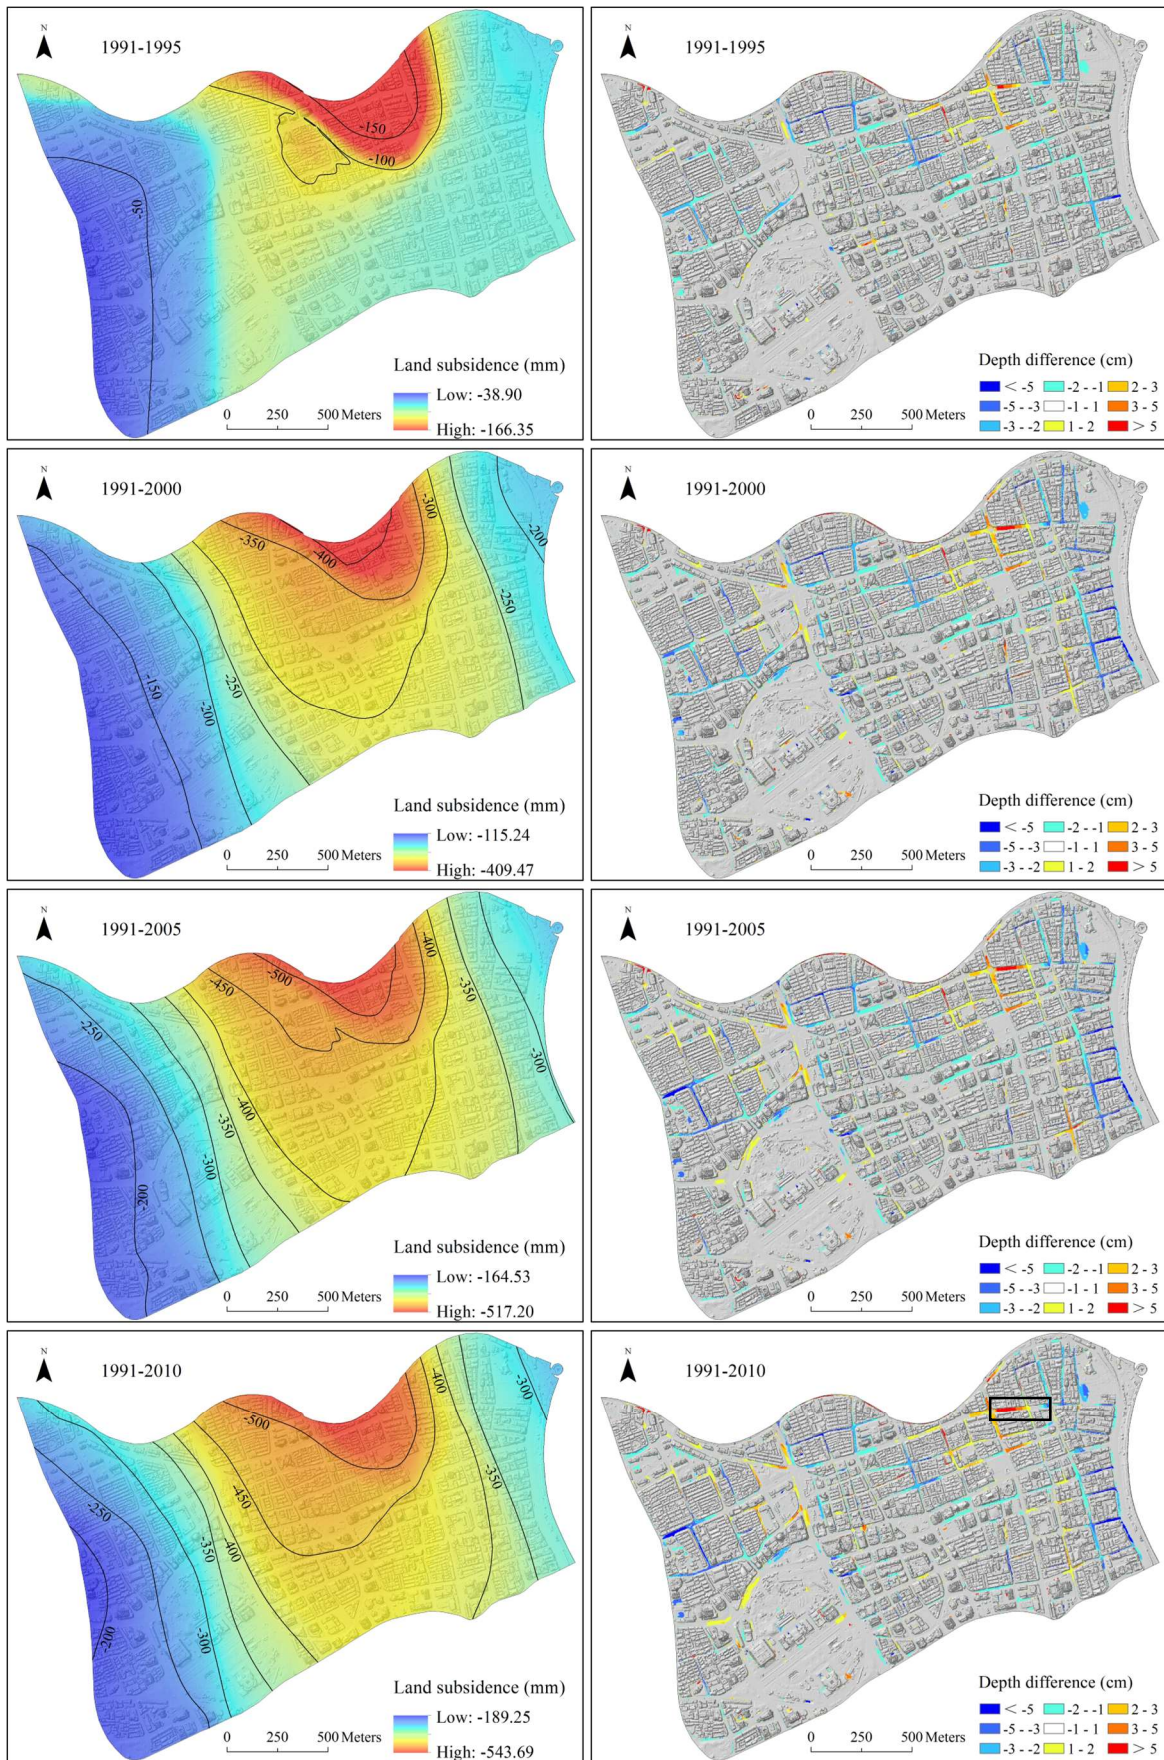 N
1991-1995
-150
-100
-50
Land subsidence (mm)
Low: -38.90
High: -166.35
0 250 500 Meters
N
1991-1995
Depth difference (cm)
< -5 -2 - -1 2 - 3
-5 - -3 -1 - 1 3 - 5
-3 - -2 1 - 2 > 5
0 250 500 Meters
N
1991-2000
-300
-350
-400
-200
-250
-150
-250
-200
Land subsidence (mm)
Low: -115.24
High: -409.47
0 250 500 Meters
N
1991-2000
Depth difference (cm)
< -5 -2 - -1 2 - 3
-5 - -3 -1 - 1 3 - 5
-3 - -2 1 - 2 > 5
0 250 500 Meters
N
1991-2005
-400
-500
-450
-350
-250
-300
-400
-350
-300
-200
Land subsidence (mm)
Low: -164.53
High: -517.20
0 250 500 Meters
N
1991-2005
Depth difference (cm)
< -5 -2 - -1 2 - 3
-5 - -3 -1 - 1 3 - 5
-3 - -2 1 - 2 > 5
0 250 500 Meters
N
1991-2010
-400
-300
-500
-350
-450
-250
-350
-400
-300
-200
Land subsidence (mm)
Low: -189.25
High: -543.69
0 250 500 Meters
N
1991-2010
Depth difference (cm)
< -5 -2 - -1 2 - 3
-5 - -3 -1 - 1 3 - 5
-3 - -2 1 - 2 > 5
0 250 500 Meters